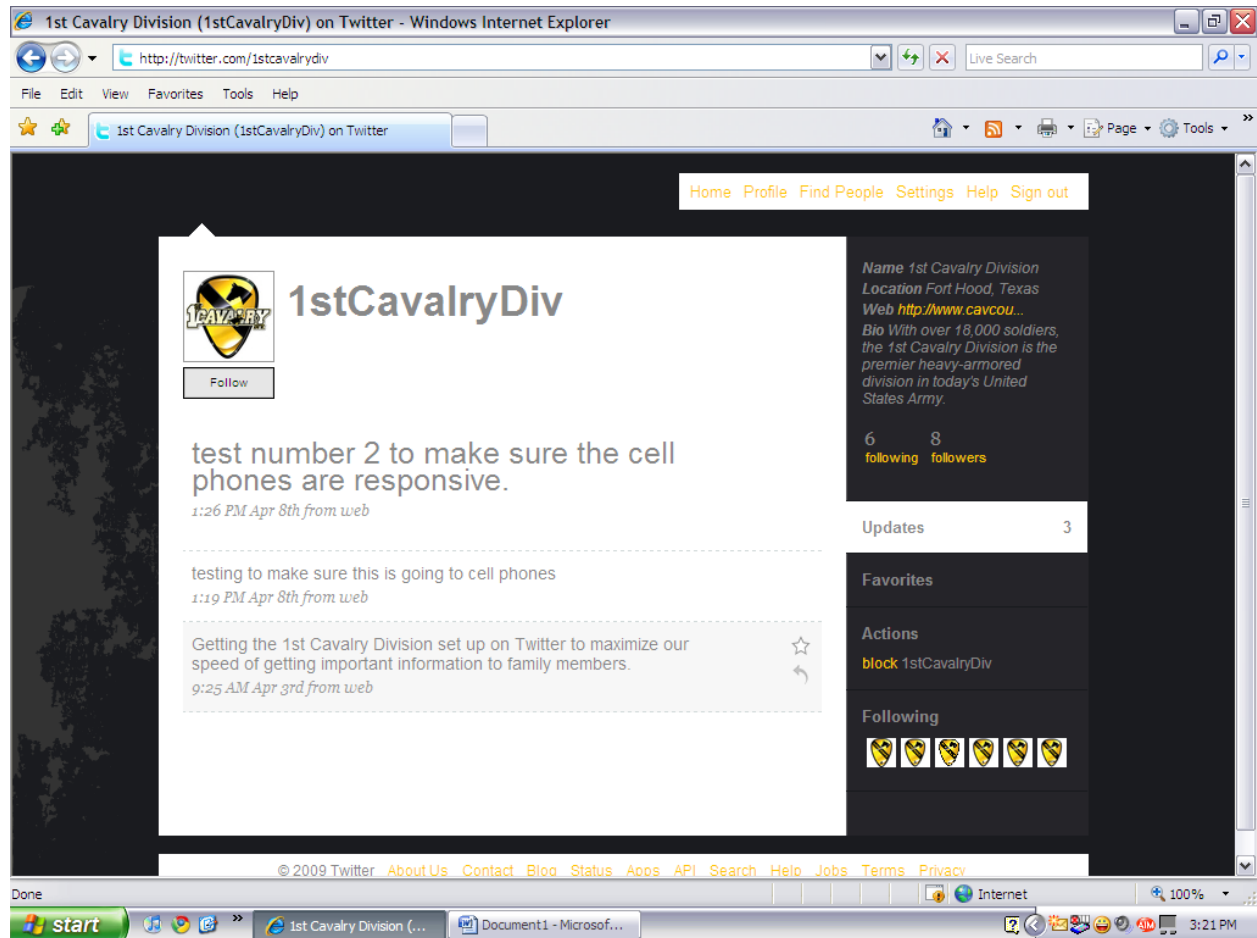 1st Cavalry Division (1stCavalryDiv) on Twitter - Windows Internet Explorer
http://twitter.com/1stcavalrydiv
Live Search
File Edit View Favorites Tools Help
1st Cavalry Division (1stCavalryDiv) on Twitter
Page Tools
Home Profile Find People Settings Help Sign out
1CAVALRY
1stCavalryDiv
Follow
test number 2 to make sure the cell
phones are responsive.
1:26 PM Apr 8th from web
testing to make sure this is going to cell phones
1:19 PM Apr 8th from web
Getting the 1st Cavalry Division set up on Twitter to maximize our
speed of getting important information to family members.
9:25 AM Apr 3rd from web
Name 1st Cavalry Division
Location Fort Hood, Texas
Web http://www.cavcou...
Bio With over 18,000 soldiers,
the 1st Cavalry Division is the
premier heavy-armored
division in today's United
States Army.
6 8
following followers
Updates 3
Favorites
Actions
block 1stCavalryDiv
Following
© 2009 Twitter About Us Contact Blog Status Apps API Search Help Jobs Terms Privacy
Done Internet 100%
start 1st Cavalry Division (... Document1 - Microsof... 3:21 PM